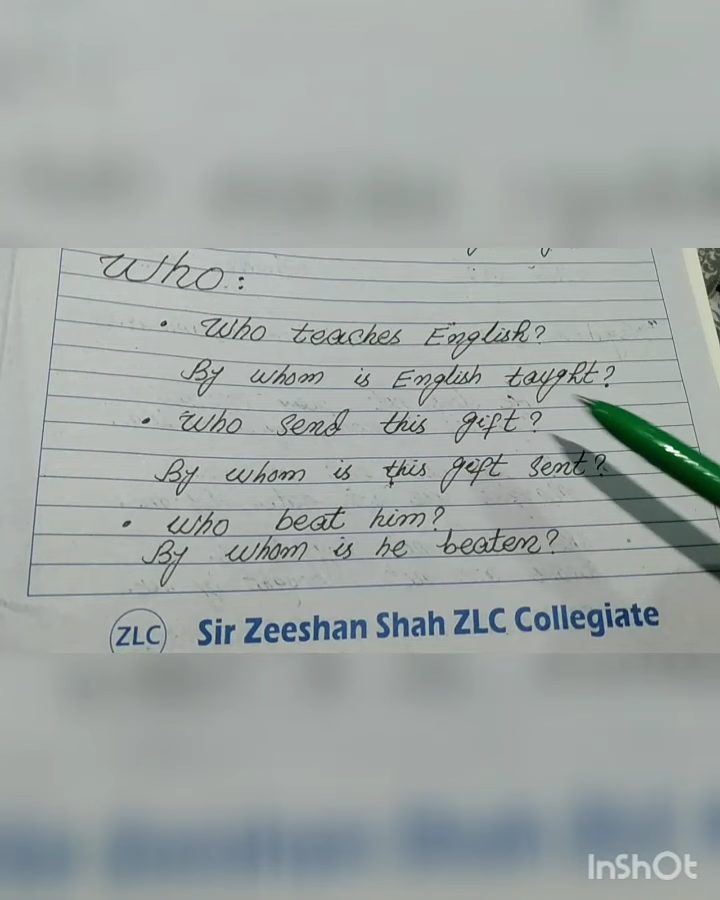 Who:
• Who teaches English?
By whom is English taught?
• Who send this gift?
By whom is this gift sent?
• Who beat him?
By whom is he beaten?
ZLC Sir Zeeshan Shah ZLC Collegiate
InShOt